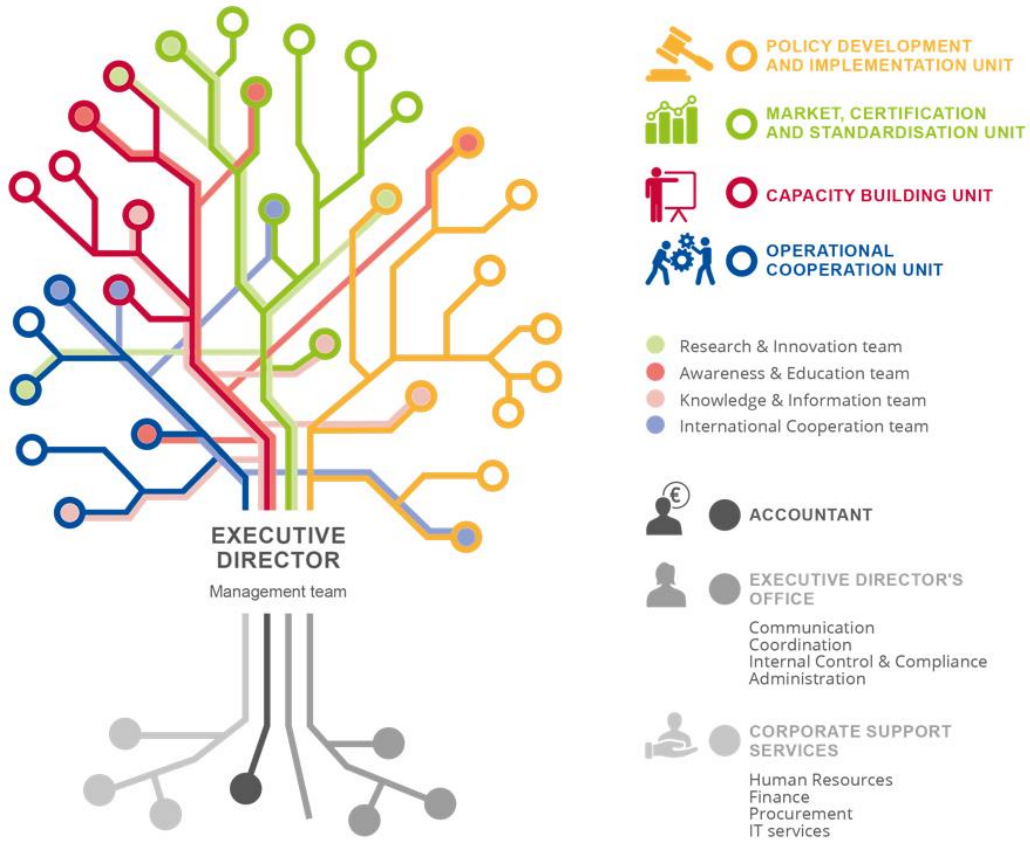 EXECUTIVE
DIRECTOR
Management team
POLICY DEVELOPMENT
AND IMPLEMENTATION UNIT
MARKET, CERTIFICATION
AND STANDARDISATION UNIT
CAPACITY BUILDING UNIT
OPERATIONAL
COOPERATION UNIT
Research & Innovation team
Awareness & Education team
Knowledge & Information team
International Cooperation team
€
ACCOUNTANT
EXECUTIVE DIRECTOR'S
OFFICE
Communication
Coordination
Internal Control & Compliance
Administration
CORPORATE SUPPORT
SERVICES
Human Resources
Finance
Procurement
IT services